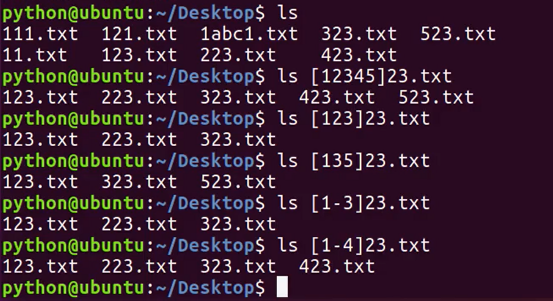 python@ubuntu:~/Desktop$ ls
111.txt  121.txt  1abc1.txt  323.txt  523.txt
11.txt   123.txt  223.txt    423.txt
python@ubuntu:~/Desktop$ ls [12345]23.txt
123.txt  223.txt  323.txt  423.txt  523.txt
python@ubuntu:~/Desktop$ ls [123]23.txt
123.txt  223.txt  323.txt
python@ubuntu:~/Desktop$ ls [135]23.txt
123.txt  323.txt  523.txt
python@ubuntu:~/Desktop$ ls [1-3]23.txt
123.txt  223.txt  323.txt
python@ubuntu:~/Desktop$ ls [1-4]23.txt
123.txt  223.txt  323.txt  423.txt
python@ubuntu:~/Desktop$